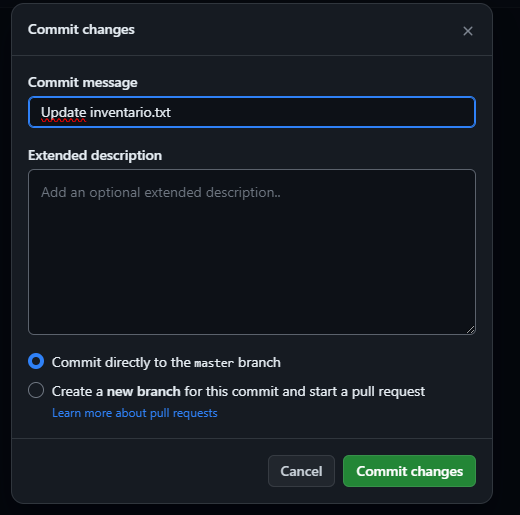 Commit changes
Commit message
Update inventario.txt
Extended description
Add an optional extended description..
Commit directly to the master branch
Create a new branch for this commit and start a pull request
Learn more about pull requests
Cancel
Commit changes